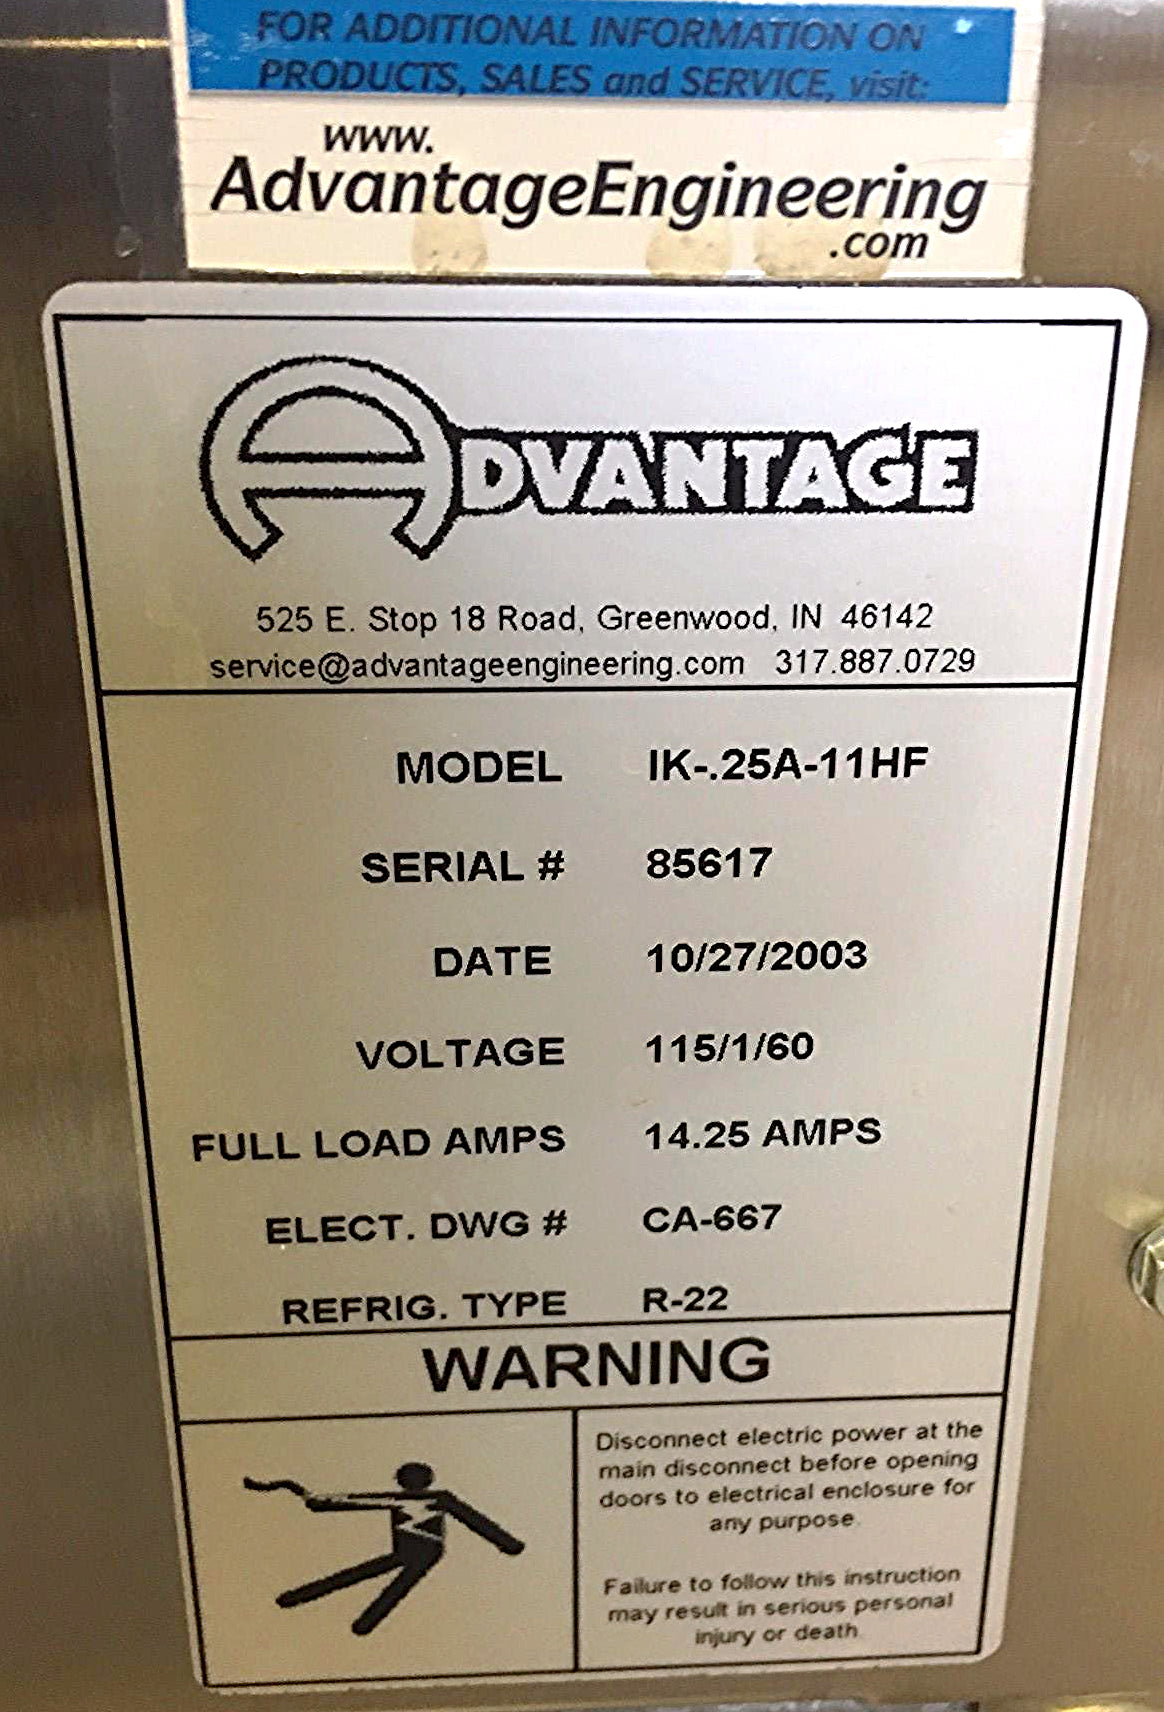 FOR ADDITIONAL INFORMATION ON
PRODUCTS, SALES and SERVICE, visit:
www.
AdvantageEngineering
.com
ADVANTAGE
525 E. Stop 18 Road, Greenwood, IN 46142
service@advantageengineering.com 317.887.0729
MODEL IK-.25A-11HF
SERIAL # 85617
DATE 10/27/2003
VOLTAGE 115/1/60
FULL LOAD AMPS 14.25 AMPS
ELECT. DWG # CA-667
REFRIG. TYPE R-22
WARNING
Disconnect electric power at the
main disconnect before opening
doors to electrical enclosure for
any purpose.
Failure to follow this instruction
may result in serious personal
injury or death.